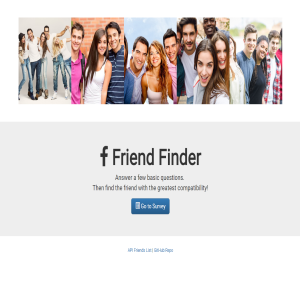 Friend Finder
Answer a few basic questions.
Then find the friend with the greatest compatibility!
Go to Survey
API Friends List | GitHub Repo